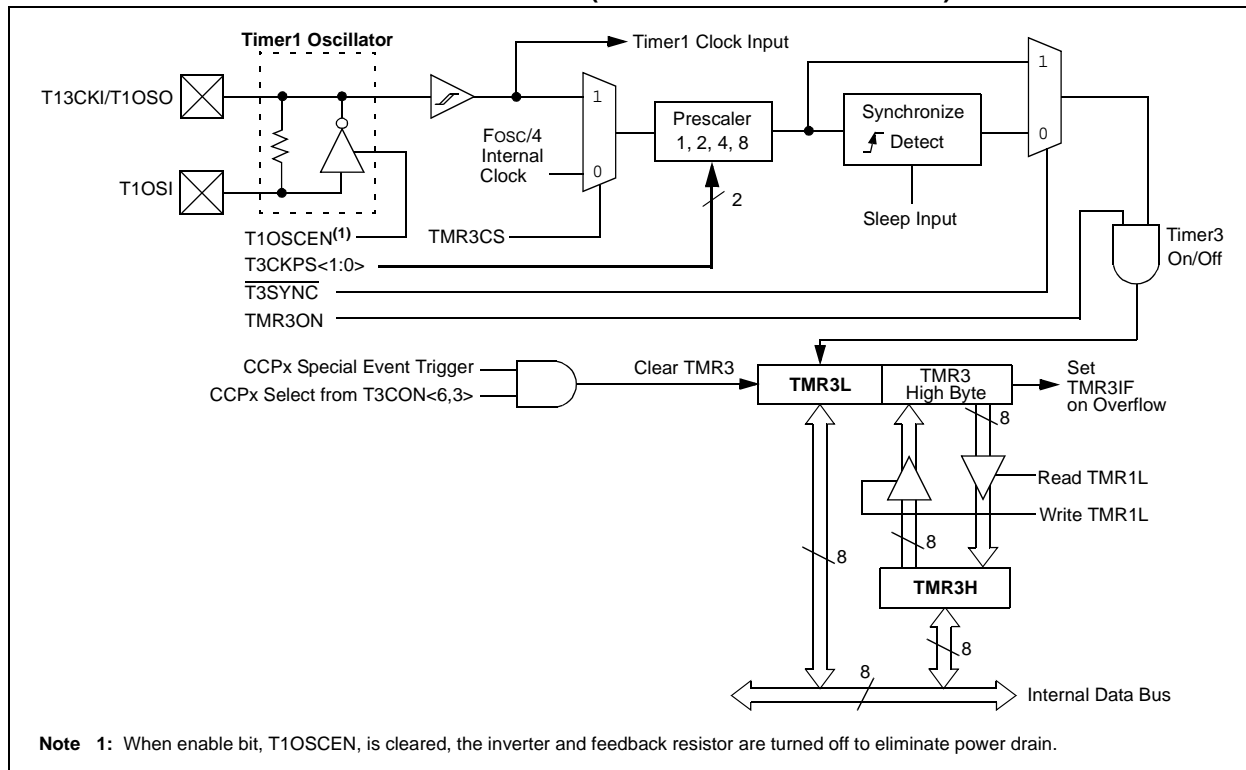 Timer1 Oscillator
Timer1 Clock Input
T13CKI/T1OSO
1
1
FOSC/4
Internal
Clock
0
Prescaler
1, 2, 4, 8
Synchronize
Detect
0
T1OSI
2
Sleep Input
T1OSCEN(1)
TMR3CS
Timer3
On/Off
T3CKPS<1:0>
T3SYNC
TMR3ON
CCPx Special Event Trigger
CCPx Select from T3CON<6,3>
Clear TMR3
TMR3L
TMR3
High Byte
Set
TMR3IF
on Overflow
8
Read TMR1L
Write TMR1L
8
8
TMR3H
8
8
Internal Data Bus
Note 1: When enable bit, T1OSCEN, is cleared, the inverter and feedback resistor are turned off to eliminate power drain.